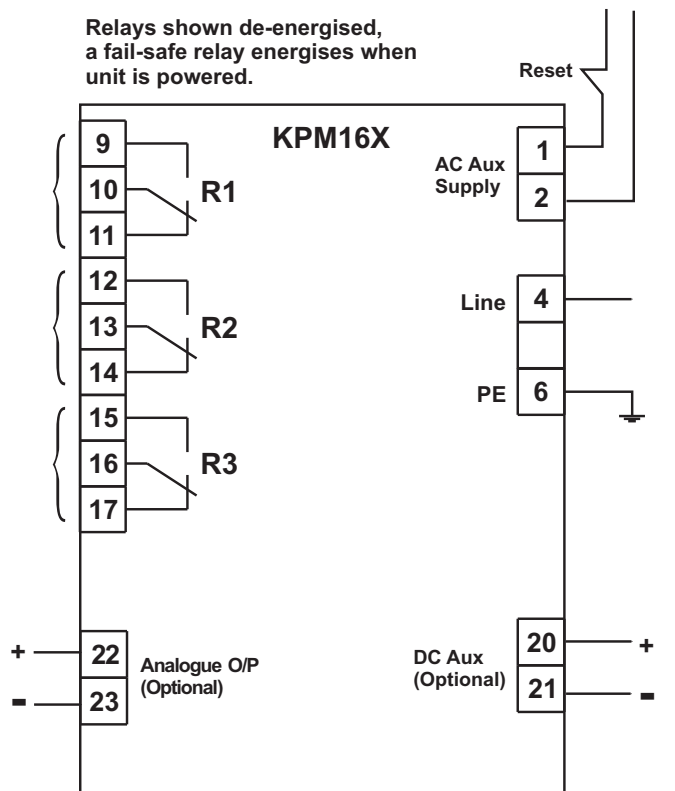 Relays shown de-energised,
a fail-safe relay energises when
unit is powered.
Reset
KPM16X
9
10
11
R1
12
13
14
R2
15
16
17
R3
AC Aux
Supply
1
2
Line
4
PE
6
+
-
22
23
Analogue O/P
(Optional)
DC Aux
(Optional)
20
21
+
-